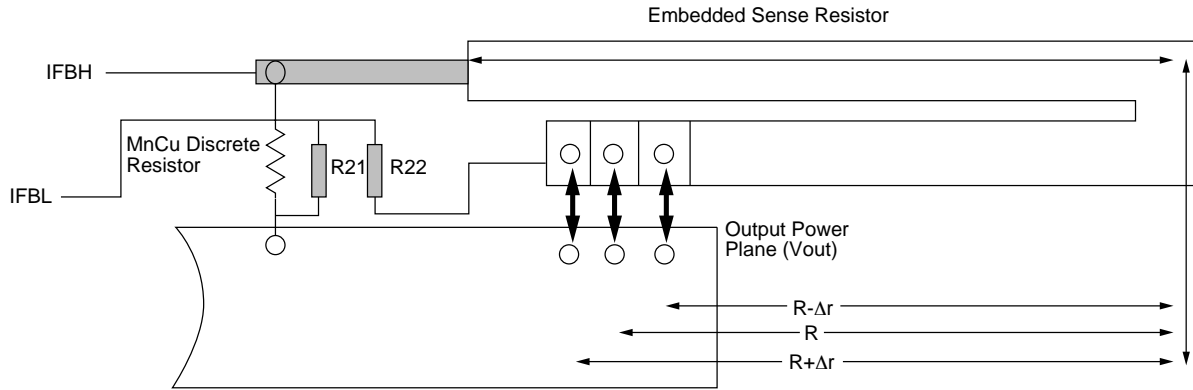 Embedded Sense Resistor
IFBH
MnCu Discrete
Resistor
R21
R22
IFBL
Output Power
Plane (Vout)
R-Δr
R
R+Δr